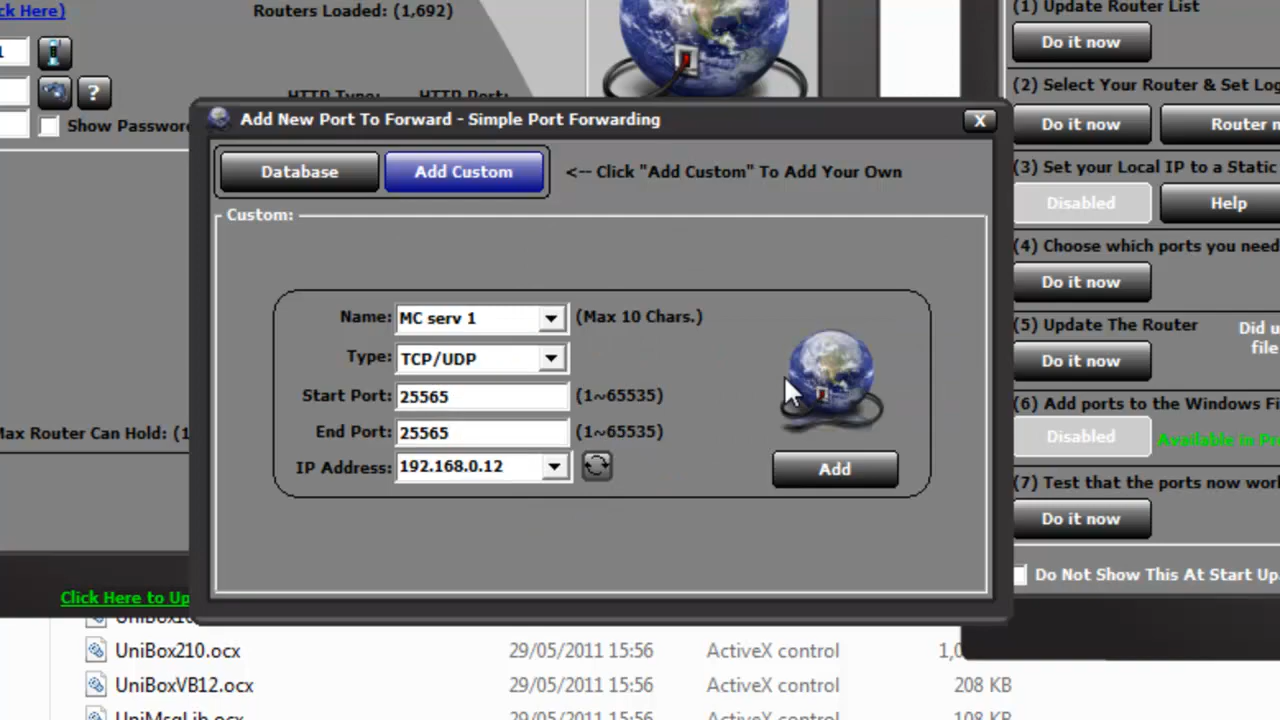 ck Here)
Routers Loaded: (1,692)
(1) Update Router List
Do it now
1
(2) Select Your Router & Set Log
?
HTTP Type:
HTTP Port:
Do it now
Router
Show Password
Add New Port To Forward - Simple Port Forwarding
X
(3) Set your Local IP to a Static
Database
Add Custom
<-- Click "Add Custom" To Add Your Own
Disabled
Help
Custom:
(4) Choose which ports you need
Do it now
Name:
MC serv 1
(Max 10 Chars.)
(5) Update The Router
Did u
file
Type:
TCP/UDP
Do it now
Start Port:
25565
(1~65535)
(6) Add ports to the Windows Fi
End Port:
25565
(1~65535)
Max Router Can Hold: (1
Disabled
Available in Pr
IP Address:
192.168.0.12
Add
(7) Test that the ports now work
Do it now
Do Not Show This At Start Up
Click Here to Up
UniBox10
UniBox210.ocx
29/05/2011 15:56
ActiveX control
1,0
UniBoxVB12.ocx
29/05/2011 15:56
ActiveX control
208 KB
UniMsgLib.ocx
29/05/2011 15:56
ActiveX control
108 KB